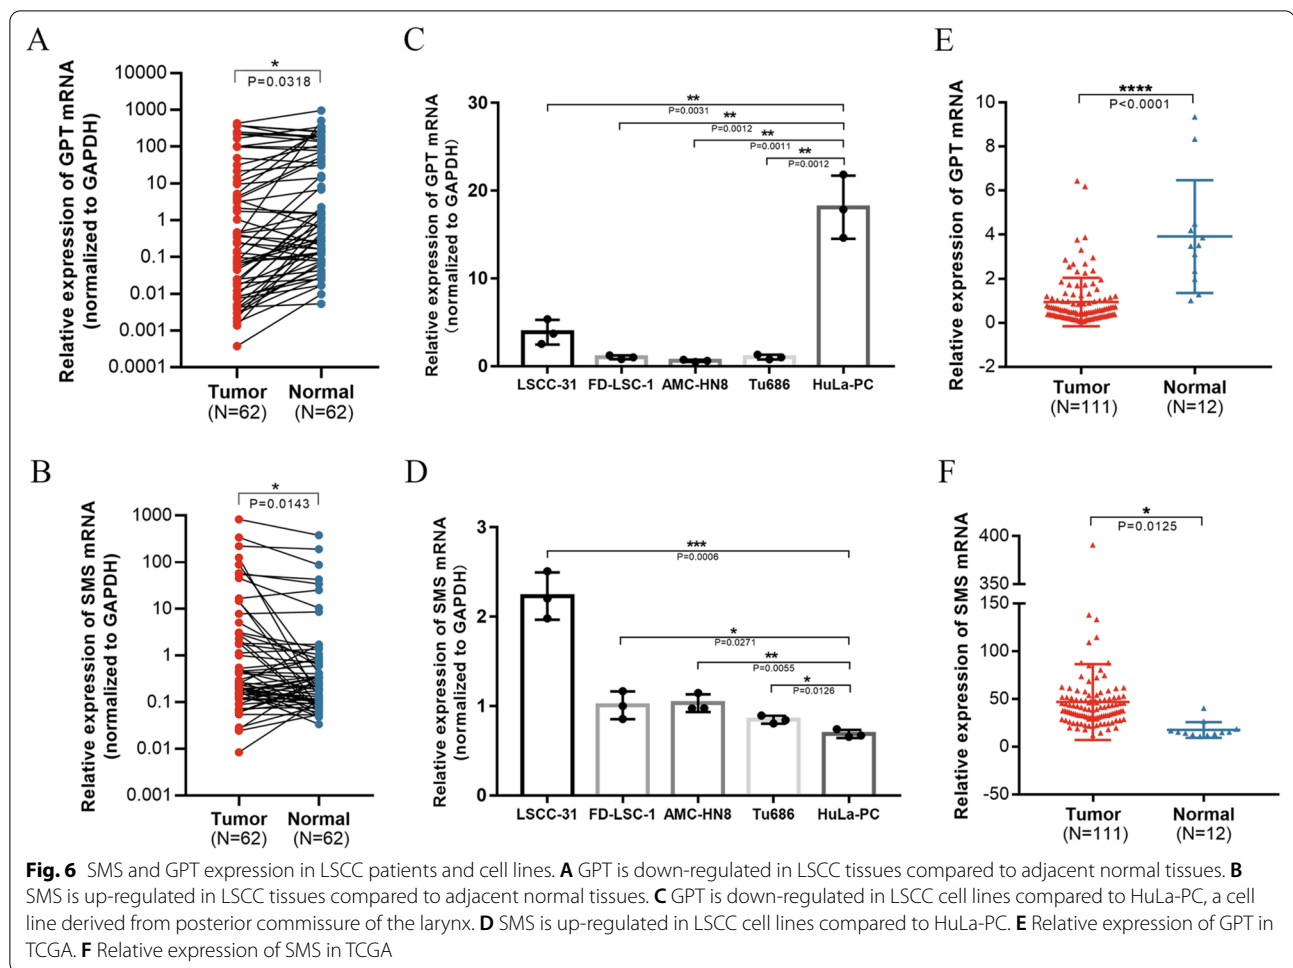 A
*
P=0.0318
Relative expression of GPT mRNA
(normalized to GAPDH)
10000
1000
100
10
1
0.1
0.01
0.001
0.0001
Tumor
(N=62)
Normal
(N=62)
C
**
P=0.0031
**
P=0.0012
**
P=0.0011
**
P=0.0012
Relative expression of GPT mRNA
(normalized to GAPDH)
30
20
10
0
LSCC-31
FD-LSC-1
AMC-HN8
Tu686
HuLa-PC
E
****
P<0.0001
Relative expression of GPT mRNA
10
8
6
4
2
0
-2
Tumor
(N=111)
Normal
(N=12)
B
*
P=0.0143
Relative expression of SMS mRNA
(normalized to GAPDH)
1000
100
10
1
0.1
0.01
0.001
Tumor
(N=62)
Normal
(N=62)
D
***
P=0.0006
*
P=0.0271
**
P=0.0055
*
P=0.0126
Relative expression of SMS mRNA
(normalized to GAPDH)
3
2
1
0
LSCC-31
FD-LSC-1
AMC-HN8
Tu686
HuLa-PC
F
*
P=0.0125
Relative expression of SMS mRNA
400
350
150
100
50
0
-50
Tumor
(N=111)
Normal
(N=12)
Fig. 6 SMS and GPT expression in LSCC patients and cell lines. A GPT is down-regulated in LSCC tissues compared to adjacent normal tissues. B
SMS is up-regulated in LSCC tissues compared to adjacent normal tissues. C GPT is down-regulated in LSCC cell lines compared to HuLa-PC, a cell
line derived from posterior commissure of the larynx. D SMS is up-regulated in LSCC cell lines compared to HuLa-PC. E Relative expression of GPT in
TCGA. F Relative expression of SMS in TCGA